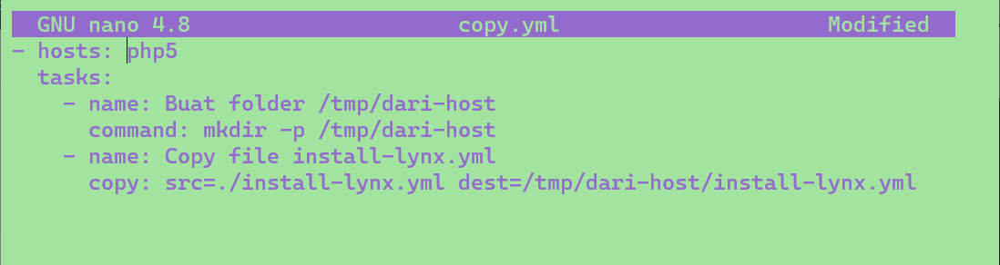 GNU nano 4.8 copy.yml Modified
- hosts: php5
  tasks:
    - name: Buat folder /tmp/dari-host
      command: mkdir -p /tmp/dari-host
    - name: Copy file install-lynx.yml
      copy: src=./install-lynx.yml dest=/tmp/dari-host/install-lynx.yml